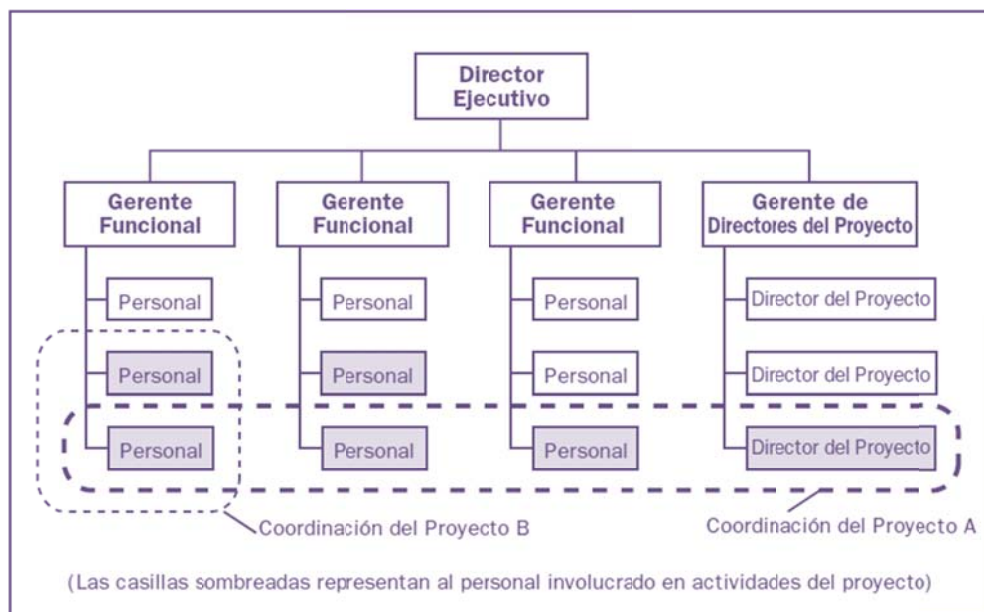 Director
Ejecutivo
Gerente
Funcional
Gerente
Funcional
Gerente
Funcional
Gerente de
Directores del Proyecto
Personal
Personal
Personal
Director del Proyecto
Personal
Personal
Personal
Director del Proyecto
Personal
Personal
Personal
Director del Proyecto
Coordinación del Proyecto B
Coordinación del Proyecto A
(Las casillas sombreadas representan al personal involucrado en actividades del proyecto)